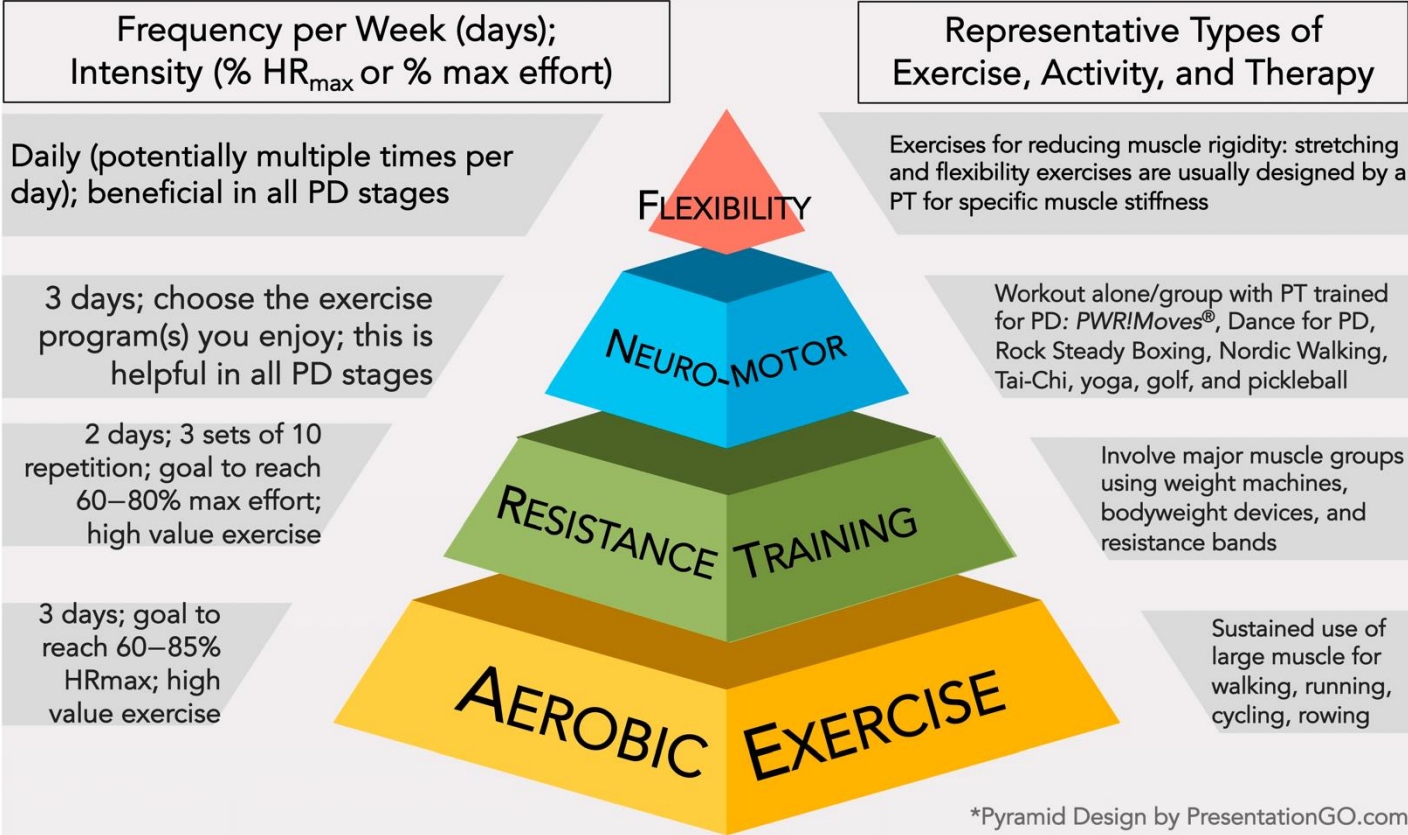 Frequency per Week (days);
Intensity (% HRmax or % max effort)
Representative Types of
Exercise, Activity, and Therapy
Daily (potentially multiple times per
day); beneficial in all PD stages
FLEXIBILITY
Exercises for reducing muscle rigidity: stretching
and flexibility exercises are usually designed by a
PT for specific muscle stiffness
3 days; choose the exercise
program(s) you enjoy; this is
helpful in all PD stages
NEURO-MOTOR
Workout alone/group with PT trained
for PD: PWR!Moves®, Dance for PD,
Rock Steady Boxing, Nordic Walking,
Tai-Chi, yoga, golf, and pickleball
2 days; 3 sets of 10
repetition; goal to reach
60–80% max effort;
high value exercise
RESISTANCE TRAINING
Involve major muscle groups
using weight machines,
bodyweight devices, and
resistance bands
3 days; goal to
reach 60–85%
HRmax; high
value exercise
AEROBIC EXERCISE
Sustained use of
large muscle for
walking, running,
cycling, rowing
*Pyramid Design by PresentationGO.com